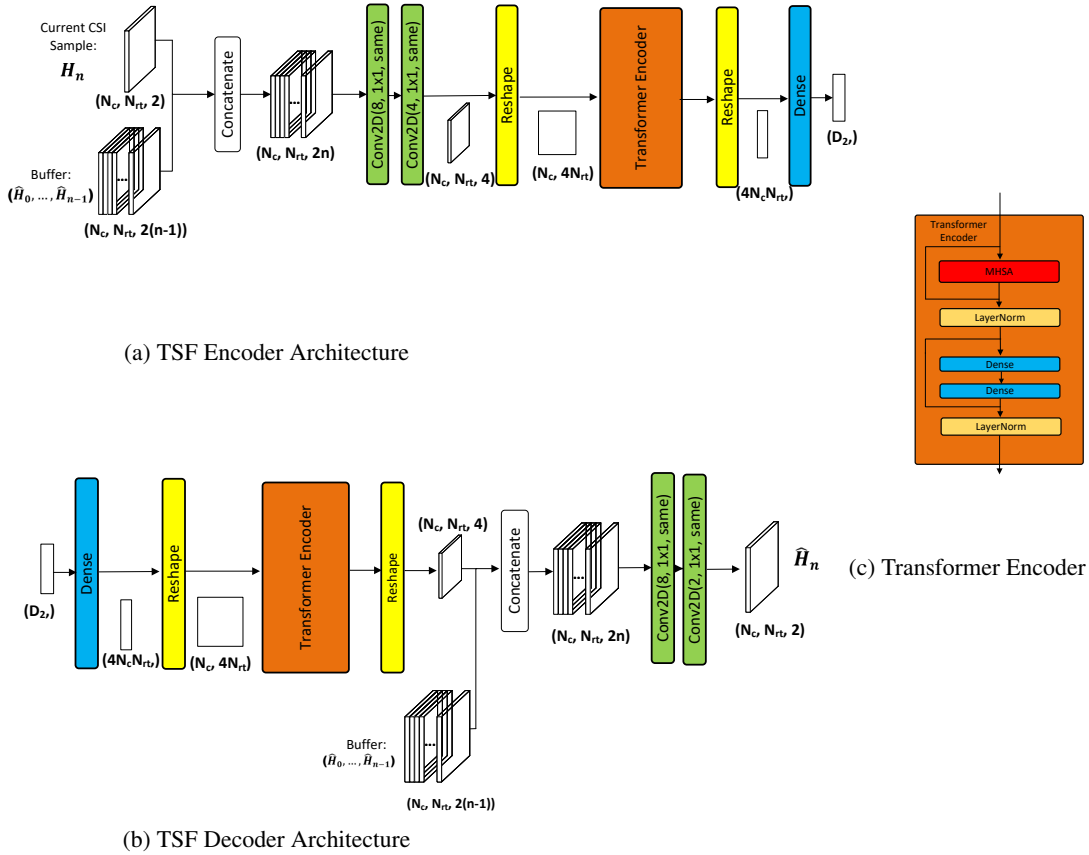 Current CSI
Sample:
H_n
(N_c, N_rt, 2)
Buffer:
(Ĥ_0, ..., Ĥ_{n−1})
(N_c, N_rt, 2(n-1))
Concatenate
...
(N_c, N_rt, 2n)
Conv2D(8, 1x1, same)
Conv2D(4, 1x1, same)
(N_c, N_rt, 4)
Reshape
(N_c, 4N_rt)
Transformer Encoder
Reshape
(4N_cN_rt,)
Dense
(D_2,)
(a) TSF Encoder Architecture
Transformer
Encoder
MHSA
LayerNorm
Dense
Dense
LayerNorm
(c) Transformer Encoder
(D_2,)
Dense
(4N_cN_rt,)
Reshape
(N_c, 4N_rt)
Transformer Encoder
Reshape
(N_c, N_rt, 4)
Buffer:
(Ĥ_0, ..., Ĥ_{n−1})
...
(N_c, N_rt, 2(n-1))
Concatenate
...
(N_c, N_rt, 2n)
Conv2D(8, 1x1, same)
Conv2D(2, 1x1, same)
(N_c, N_rt, 2)
Ĥ_n
(b) TSF Decoder Architecture